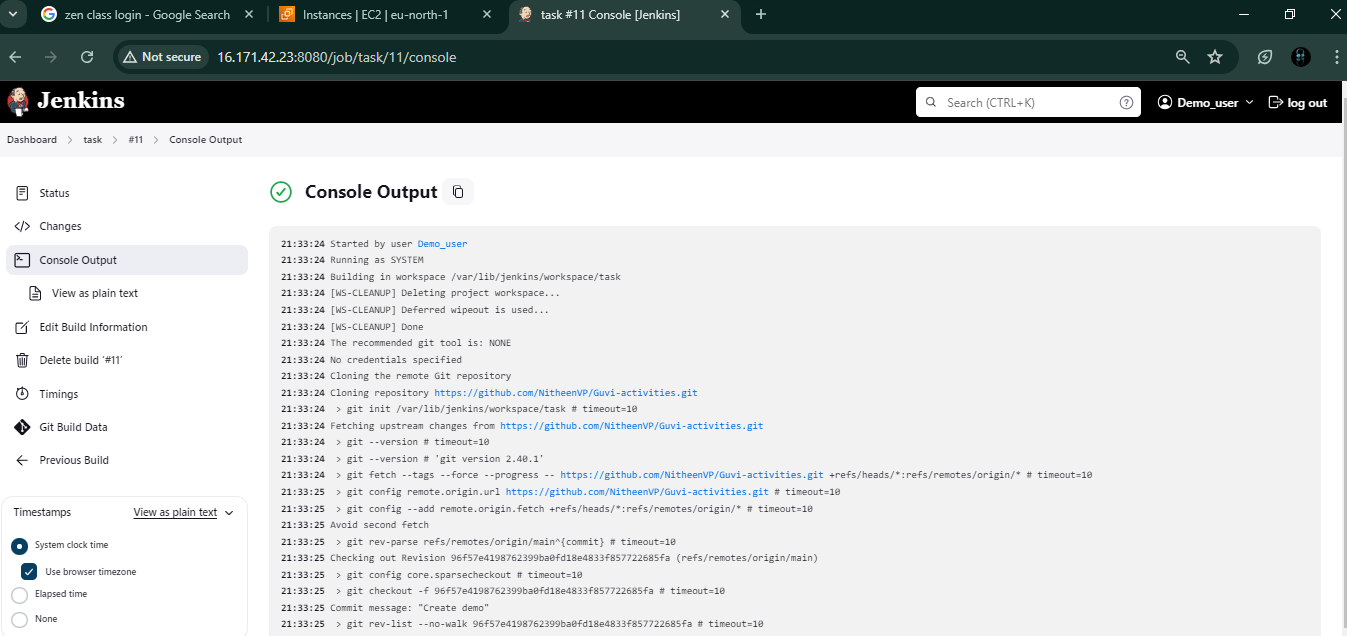 zen class login - Google Search
Instances | EC2 | eu-north-1
task #11 Console [Jenkins]
Not secure
16.171.42.23:8080/job/task/11/console
Jenkins
Search (CTRL+K)
?
Demo_user
log out
Dashboard > task > #11 > Console Output
Status
Changes
Console Output
View as plain text
Edit Build Information
Delete build '#11'
Timings
Git Build Data
Previous Build
Timestamps
View as plain text
System clock time
Use browser timezone
Elapsed time
None
Console Output
21:33:24 Started by user Demo_user
21:33:24 Running as SYSTEM
21:33:24 Building in workspace /var/lib/jenkins/workspace/task
21:33:24 [WS-CLEANUP] Deleting project workspace...
21:33:24 [WS-CLEANUP] Deferred wipeout is used...
21:33:24 [WS-CLEANUP] Done
21:33:24 The recommended git tool is: NONE
21:33:24 No credentials specified
21:33:24 Cloning the remote Git repository
21:33:24 Cloning repository https://github.com/NitheenVP/Guvi-activities.git
21:33:24 > git init /var/lib/jenkins/workspace/task # timeout=10
21:33:24 Fetching upstream changes from https://github.com/NitheenVP/Guvi-activities.git
21:33:24 > git --version # timeout=10
21:33:24 > git --version # 'git version 2.40.1'
21:33:24 > git fetch --tags --force --progress -- https://github.com/NitheenVP/Guvi-activities.git +refs/heads/*:refs/remotes/origin/* # timeout=10
21:33:25 > git config remote.origin.url https://github.com/NitheenVP/Guvi-activities.git # timeout=10
21:33:25 > git config --add remote.origin.fetch +refs/heads/*:refs/remotes/origin/* # timeout=10
21:33:25 Avoid second fetch
21:33:25 > git rev-parse refs/remotes/origin/main^{commit} # timeout=10
21:33:25 Checking out Revision 96f57e4198762399ba0fd18e4833f857722685fa (refs/remotes/origin/main)
21:33:25 > git config core.sparsecheckout # timeout=10
21:33:25 > git checkout -f 96f57e4198762399ba0fd18e4833f857722685fa # timeout=10
21:33:25 Commit message: "Create demo"
21:33:25 > git rev-list --no-walk 96f57e4198762399ba0fd18e4833f857722685fa # timeout=10